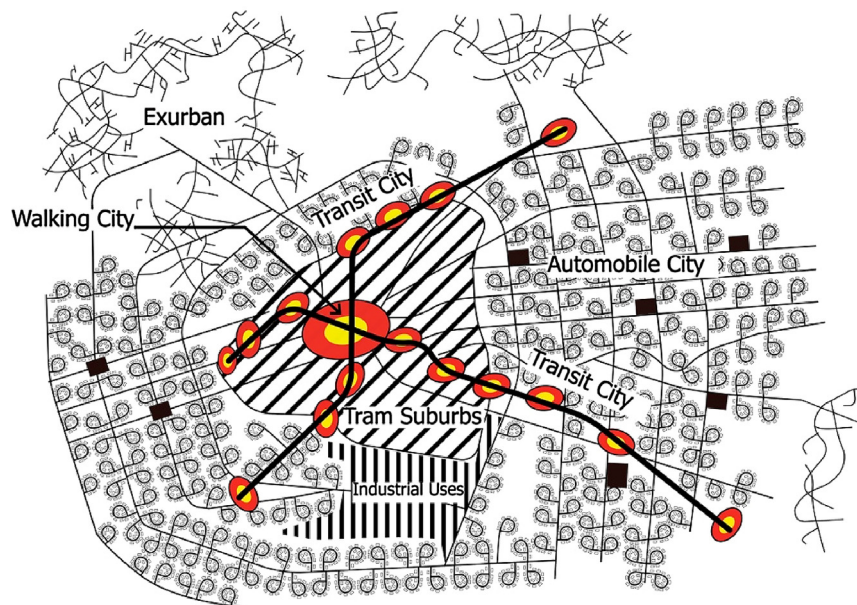 Exurban
Transit City
Walking City
Automobile City
Transit City
Tram Suburbs
Industrial Uses